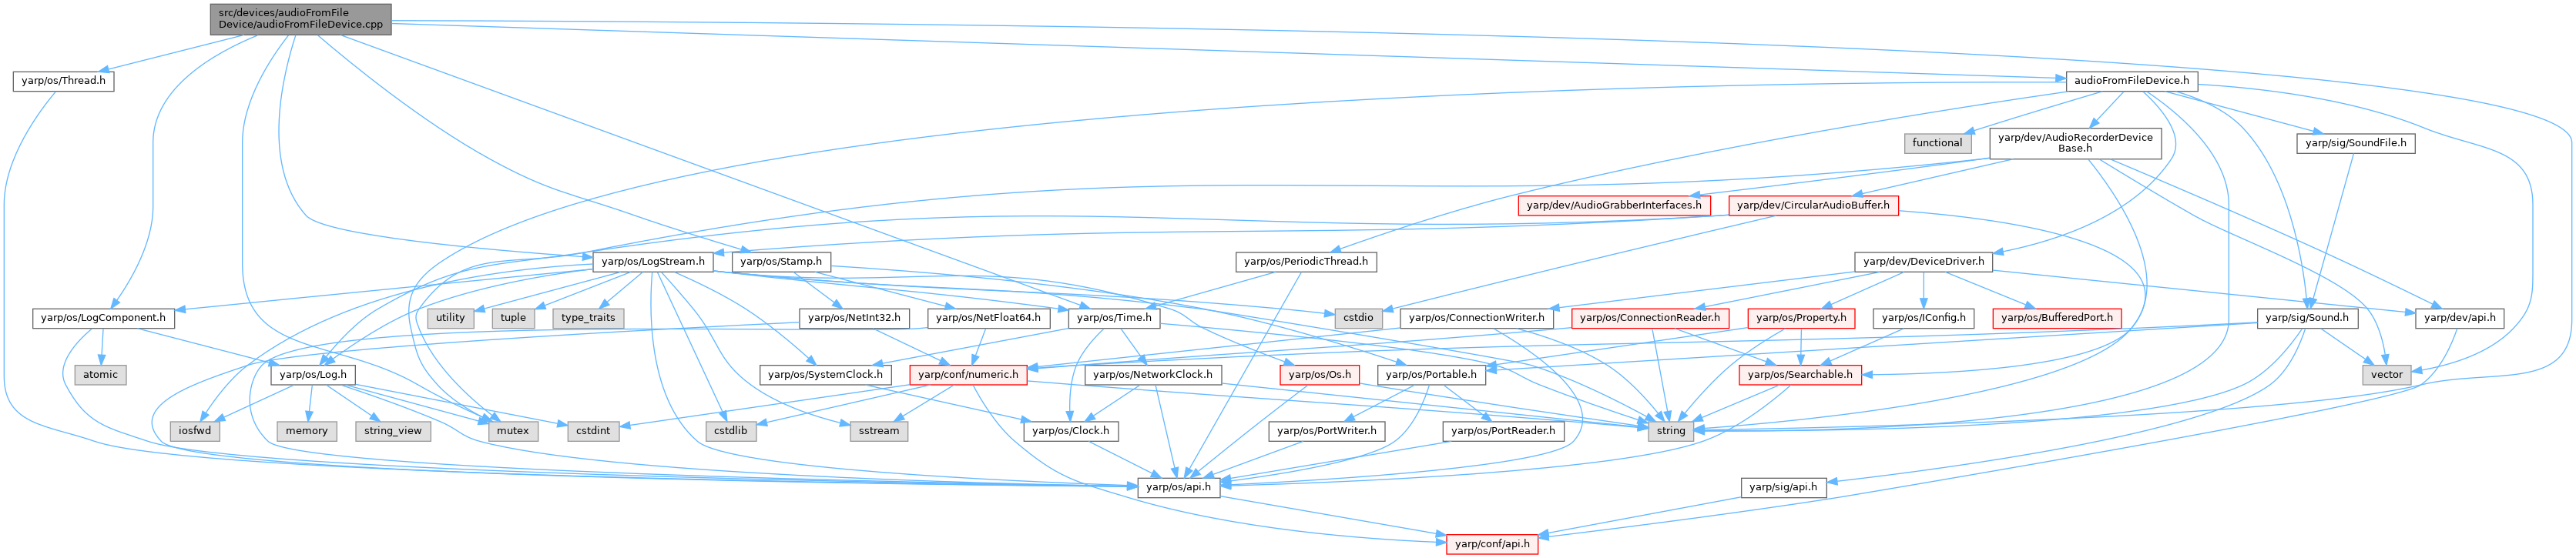 src/devices/audioFromFile
Device/audioFromFileDevice.cpp
yarp/os/Thread.h
audioFromFileDevice.h
functional
yarp/dev/AudioRecorderDevice
Base.h
yarp/sig/SoundFile.h
yarp/dev/AudioGrabberInterfaces.h
yarp/dev/CircularAudioBuffer.h
yarp/os/LogStream.h
yarp/os/Stamp.h
yarp/os/PeriodicThread.h
yarp/dev/DeviceDriver.h
yarp/os/LogComponent.h
utility
tuple
type_traits
yarp/os/NetInt32.h
yarp/os/NetFloat64.h
yarp/os/Time.h
cstdio
yarp/os/ConnectionWriter.h
yarp/os/ConnectionReader.h
yarp/os/Property.h
yarp/os/IConfig.h
yarp/os/BufferedPort.h
yarp/sig/Sound.h
yarp/dev/api.h
atomic
yarp/os/Log.h
yarp/os/SystemClock.h
yarp/conf/numeric.h
yarp/os/NetworkClock.h
yarp/os/Os.h
yarp/os/Portable.h
yarp/os/Searchable.h
vector
iosfwd
memory
string_view
mutex
cstdint
cstdlib
sstream
yarp/os/Clock.h
yarp/os/PortWriter.h
yarp/os/PortReader.h
string
yarp/os/api.h
yarp/sig/api.h
yarp/conf/api.h